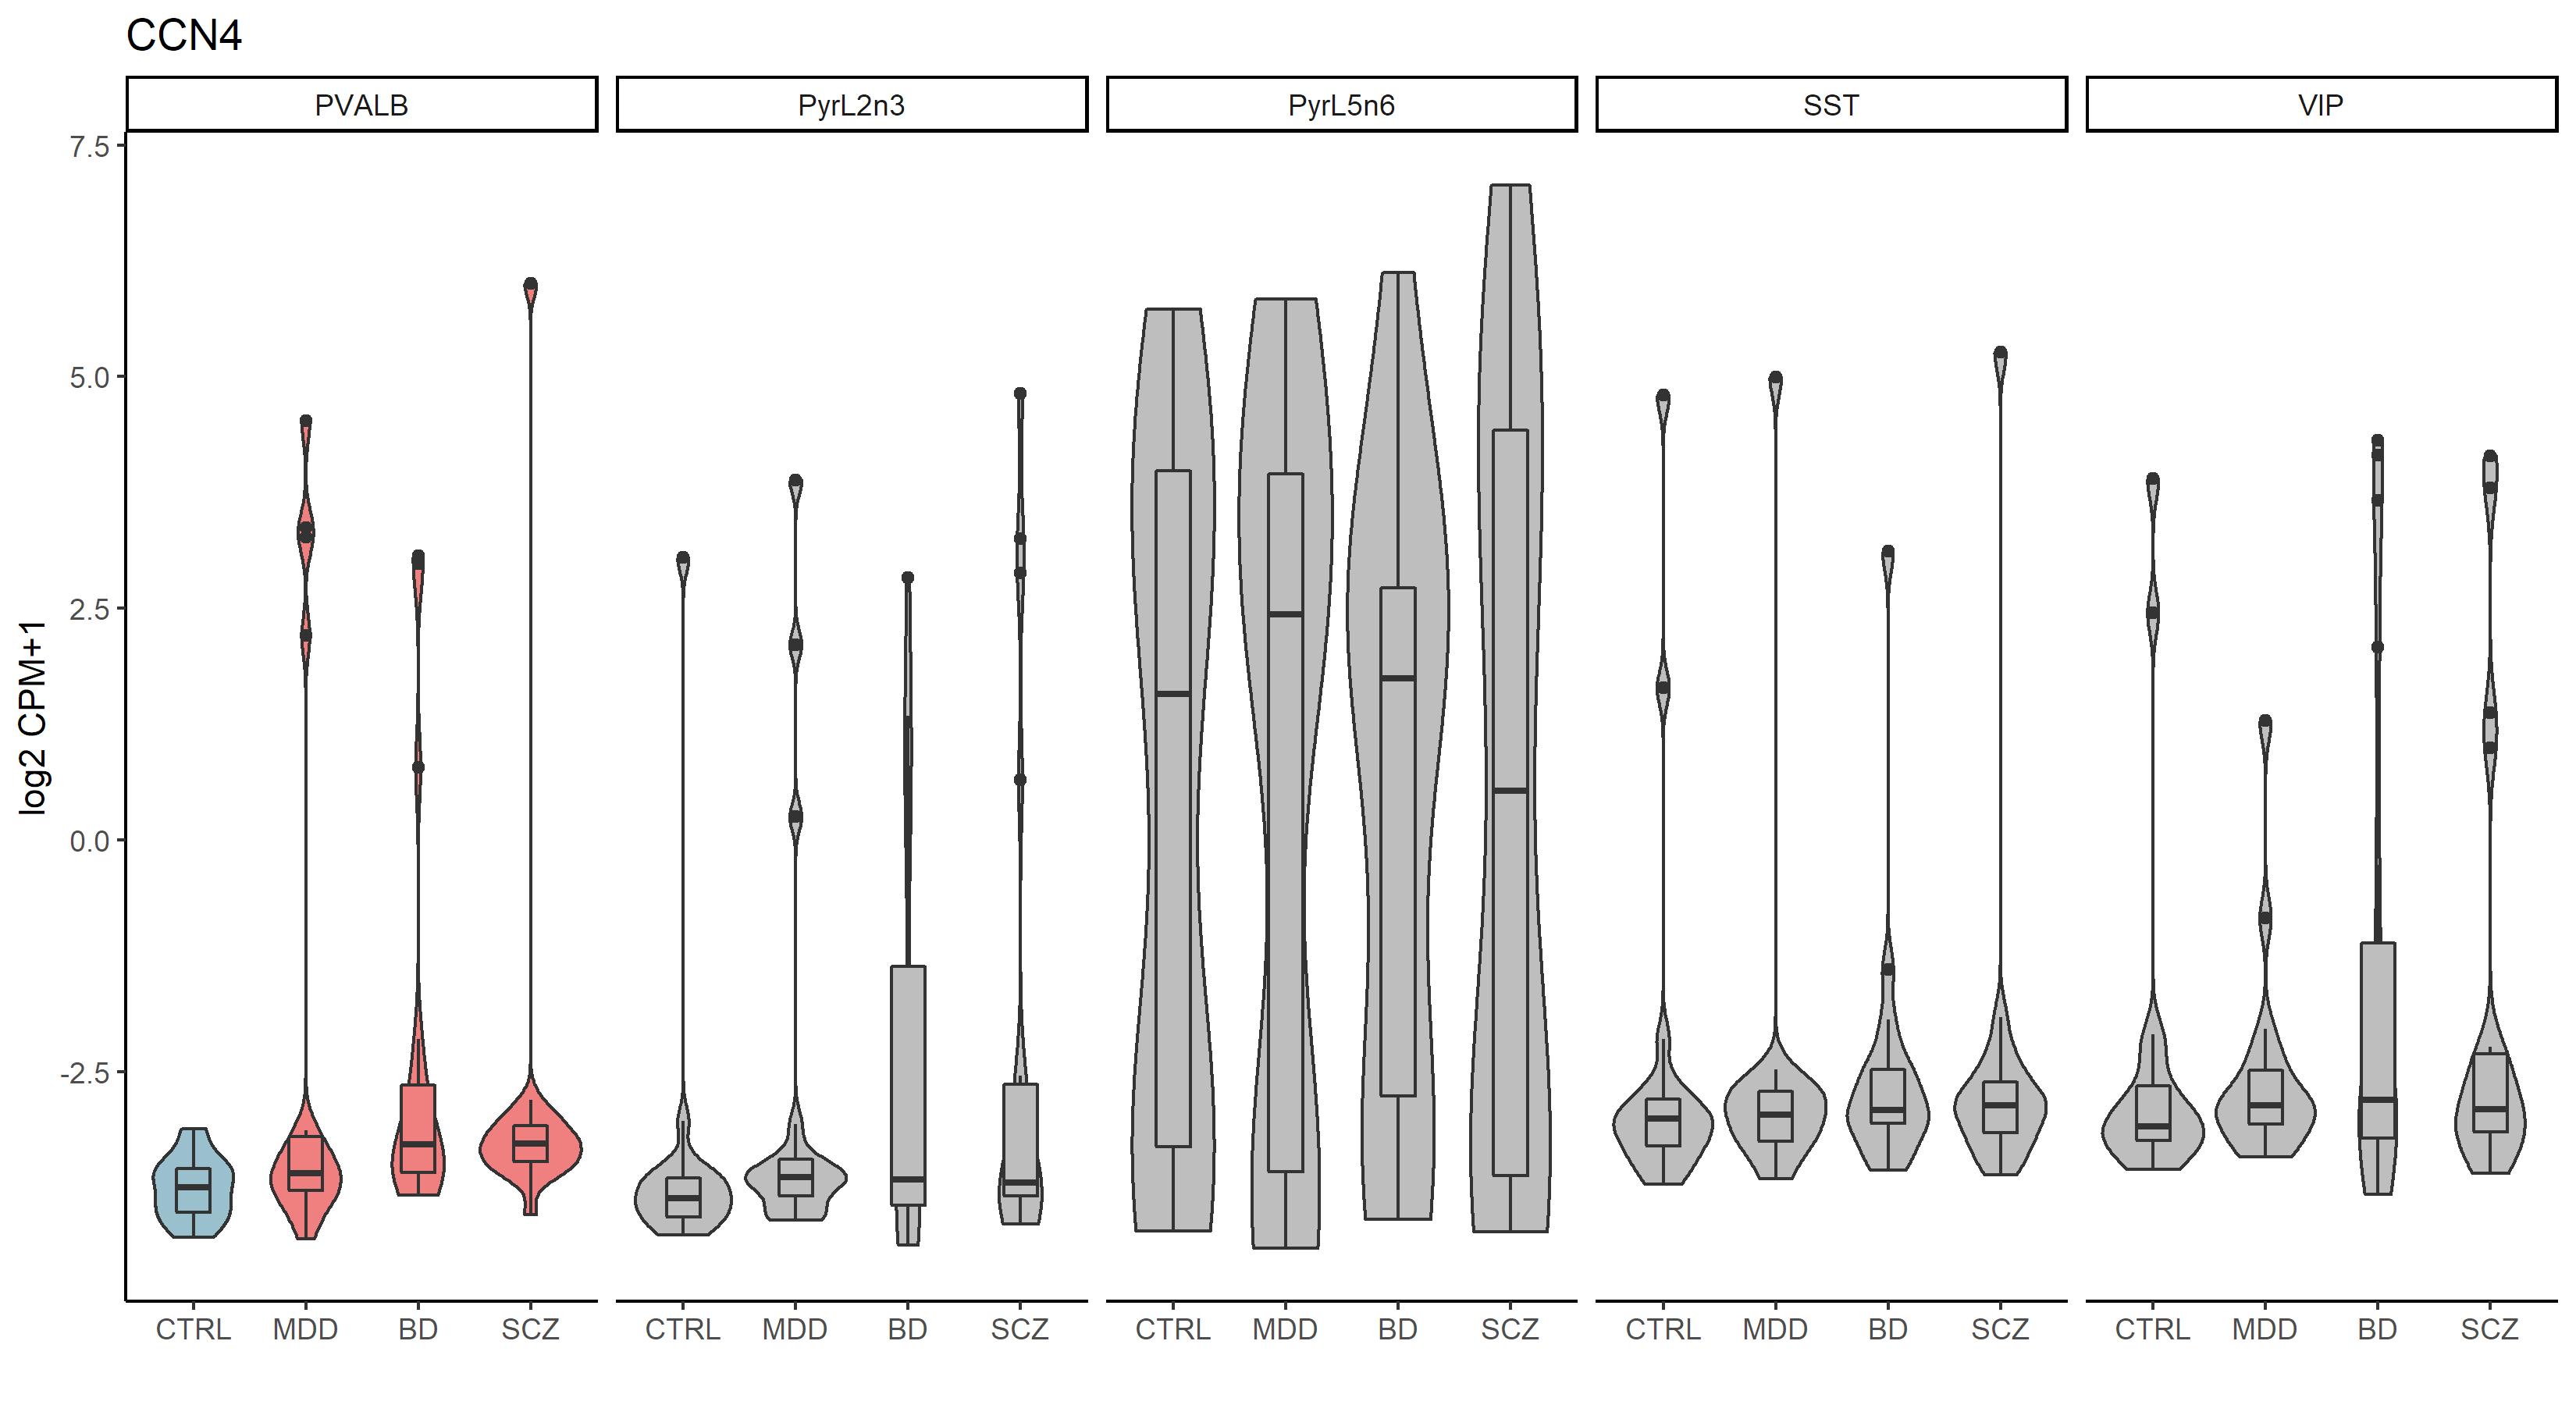 CCN4
PVALB PyrL2n3 PyrL5n6 SST VIP
log2 CPM+1
7.5
5.0
2.5
0.0
-2.5
CTRL MDD BD SCZ CTRL MDD BD SCZ CTRL MDD BD SCZ CTRL MDD BD SCZ CTRL MDD BD SCZ